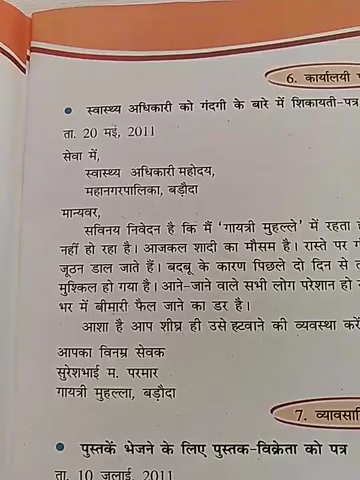 6. कार्यालयी
• स्वास्थ्य अधिकारी को गंदगी के बारे में शिकायती-पत्र
ता. 20 मई, 2011
सेवा में,
स्वास्थ्य अधिकारी महोदय,
महानगरपालिका, बड़ौदा
मान्यवर,
सविनय निवेदन है कि मैं ‘गायत्री मुहल्ले’ में रहता
नहीं हो रहा है। आजकल शादी का मौसम है। रास्ते पर
जूठन डाल जाते हैं। बदबू के कारण पिछले दो दिन से
मुश्किल हो गया है। आने-जाने वाले सभी लोग परेशान हो
भर में बीमारी फैल जाने का डर है।
आशा है आप शीघ्र ही उसे हटवाने की व्यवस्था करें
आपका विनम्र सेवक
सुरेशभाई म. परमार
गायत्री मुहल्ला, बड़ौदा
7. व्यावसा
• पुस्तकें भेजने के लिए पुस्तक-विक्रेता को पत्र
ता. 10 जुलाई, 2011